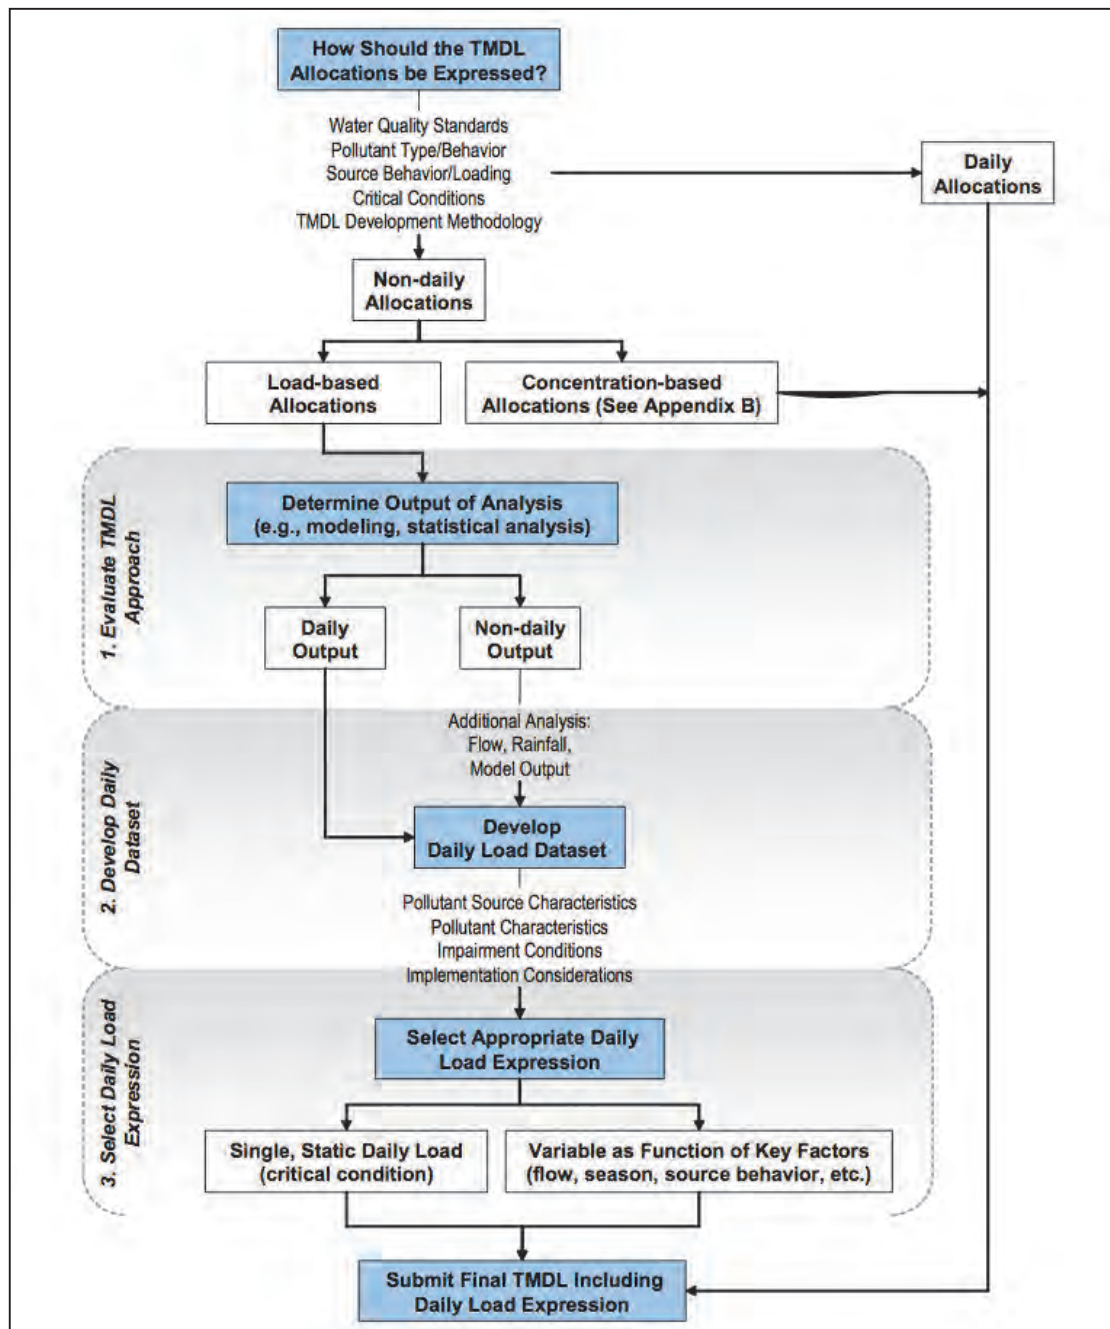 How Should the TMDL
Allocations be Expressed?
Water Quality Standards
Pollutant Type/Behavior
Source Behavior/Loading
Critical Conditions
TMDL Development Methodology
Daily
Allocations
Non-daily
Allocations
Load-based
Allocations
Concentration-based
Allocations (See Appendix B)
1. Evaluate TMDL
Approach
Determine Output of Analysis
(e.g., modeling, statistical analysis)
Daily
Output
Non-daily
Output
2. Develop Daily
Dataset
Additional Analysis:
Flow, Rainfall,
Model Output
Develop
Daily Load Dataset
Pollutant Source Characteristics
Pollutant Characteristics
Impairment Conditions
Implementation Considerations
3. Select Daily Load
Expression
Select Appropriate Daily
Load Expression
Single, Static Daily Load
(critical condition)
Variable as Function of Key Factors
(flow, season, source behavior, etc.)
Submit Final TMDL Including
Daily Load Expression